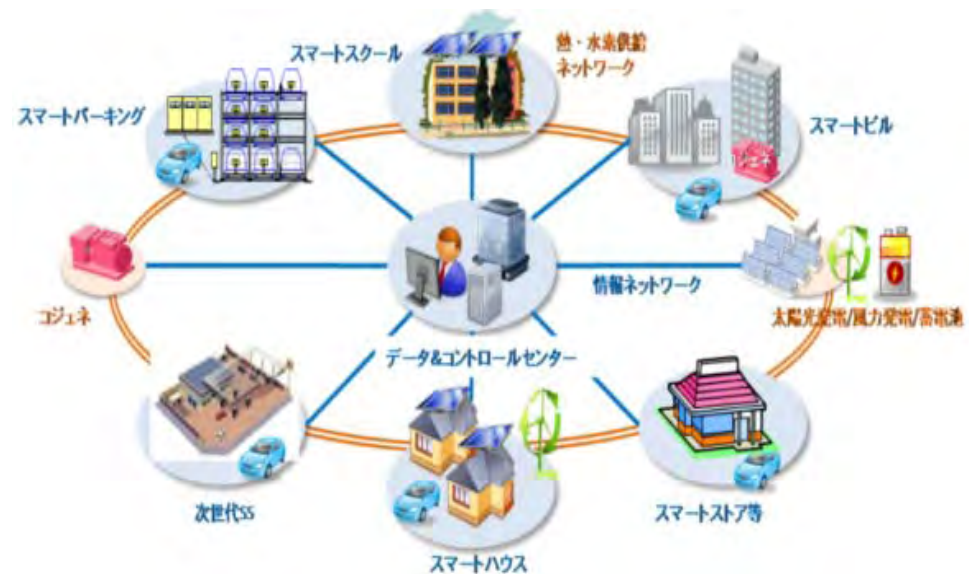 スマートスクール
熱・水素供給
ネットワーク
スマートパーキング
スマートビル
ジェネ
コジェネ
情報ネットワーク
太陽光発電/風力発電/蓄電池
データ&コントロールセンター
次世代SS
スマートストア等
スマートハウス